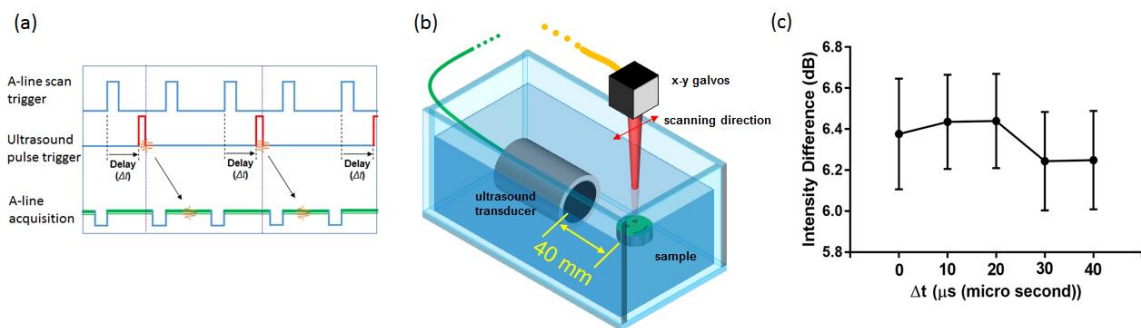 (a)
A-line scan
trigger
Ultrasound
pulse trigger
A-line
acquisition
Delay
(Δt)
Delay
(Δt)
Delay
(Δt)
(b)
x-y galvos
scanning direction
ultrasound
transducer
40 mm
sample
(c)
Intensity Difference (dB)
6.8
6.6
6.4
6.2
6.0
5.8
0 10 20 30 40
Δt (μs (micro second))